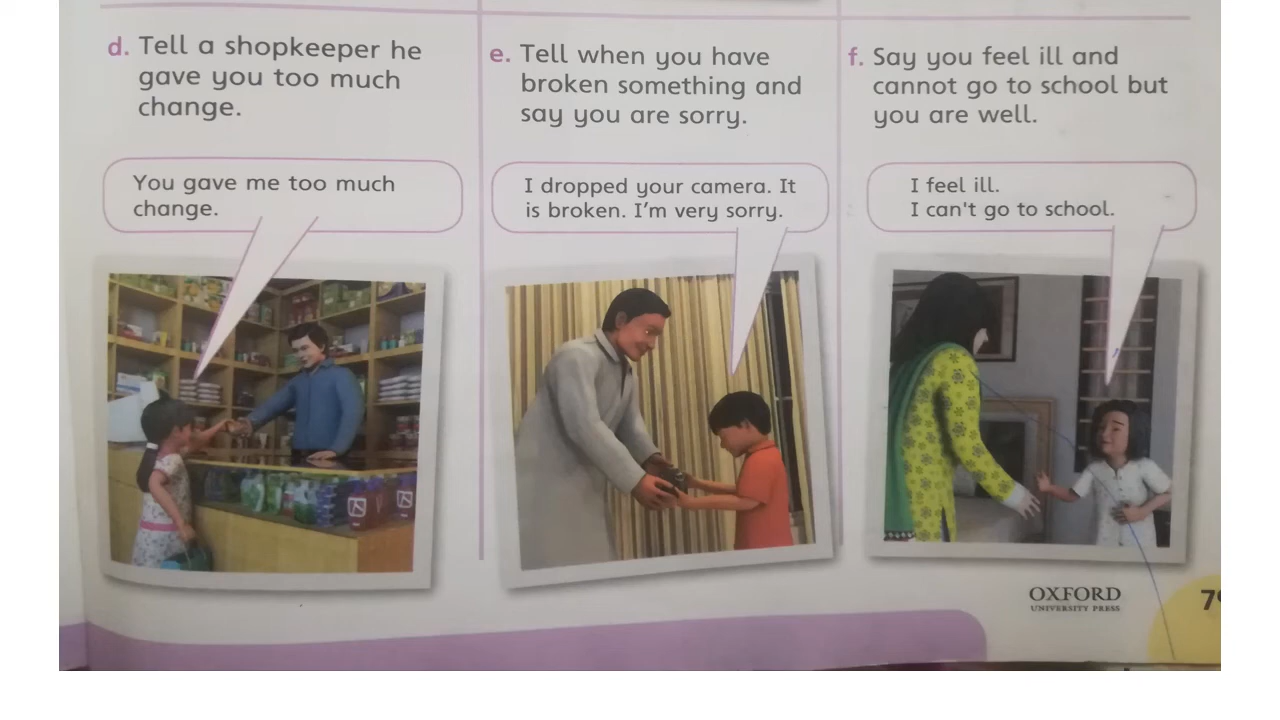 d. Tell a shopkeeper he
gave you too much
change.
You gave me too much
change.
e. Tell when you have
broken something and
say you are sorry.
I dropped your camera. It
is broken. I'm very sorry.
f. Say you feel ill and
cannot go to school but
you are well.
I feel ill.
I can't go to school.
OXFORD
UNIVERSITY PRESS